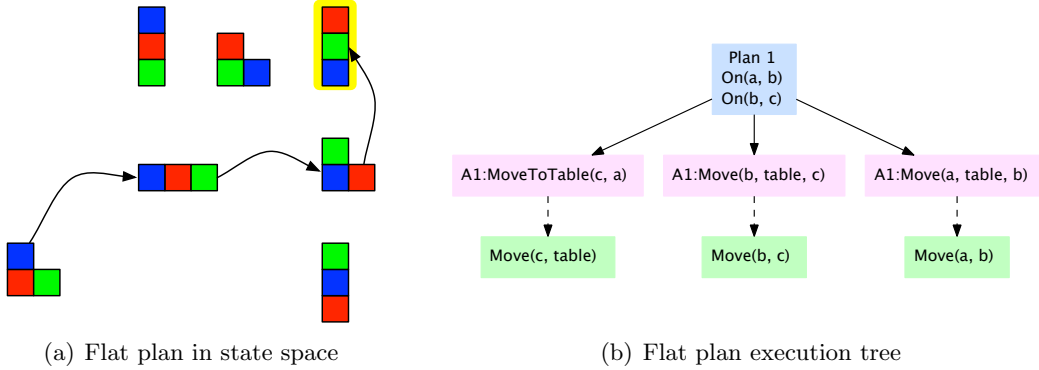 Plan 1
On(a, b)
On(b, c)
A1:MoveToTable(c, a)
A1:Move(b, table, c)
A1:Move(a, table, b)
Move(c, table)
Move(b, c)
Move(a, b)
(a) Flat plan in state space
(b) Flat plan execution tree